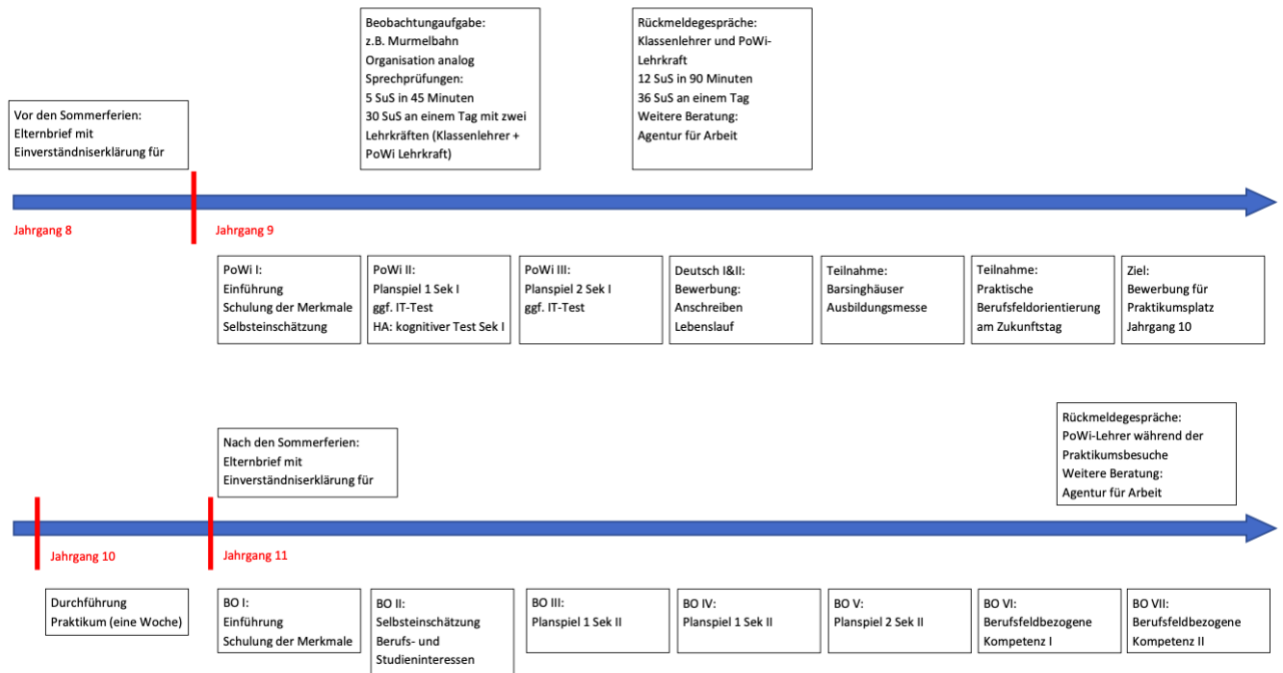 Beobachtungaufgabe:
z.B. Murmelbahn
Organisation analog
Sprechprüfungen:
5 SuS in 45 Minuten
30 SuS an einem Tag mit zwei
Lehrkräften (Klassenlehrer +
PoWi Lehrkraft)
Rückmeldegespräche:
Klassenlehrer und PoWi-
Lehrkraft
12 SuS in 90 Minuten
36 SuS an einem Tag
Weitere Beratung:
Agentur für Arbeit
Vor den Sommerferien:
Elternbrief mit
Einverständniserklärung für
Jahrgang 8
Jahrgang 9
PoWi I:
Einführung
Schulung der Merkmale
Selbsteinschätzung
PoWi II:
Planspiel 1 Sek I
ggf. IT-Test
HA: kognitiver Test Sek I
PoWi III:
Planspiel 2 Sek I
ggf. IT-Test
Deutsch I&II:
Bewerbung:
Anschreiben
Lebenslauf
Teilnahme:
Barsinghäuser
Ausbildungsmesse
Teilnahme:
Praktische
Berufsfeldorientierung
am Zukunftstag
Ziel:
Bewerbung für
Praktikumsplatz
Jahrgang 10
Nach den Sommerferien:
Elternbrief mit
Einverständniserklärung für
Rückmeldegespräche:
PoWi-Lehrer während der
Praktikumsbesuche
Weitere Beratung:
Agentur für Arbeit
Jahrgang 10
Jahrgang 11
Durchführung
Praktikum (eine Woche)
BO I:
Einführung
Schulung der Merkmale
BO II:
Selbsteinschätzung
Berufs- und
Studieninteressen
BO III:
Planspiel 1 Sek II
BO IV:
Planspiel 1 Sek II
BO V:
Planspiel 2 Sek II
BO VI:
Berufsfeldbezogene
Kompetenz I
BO VII:
Berufsfeldbezogene
Kompetenz II